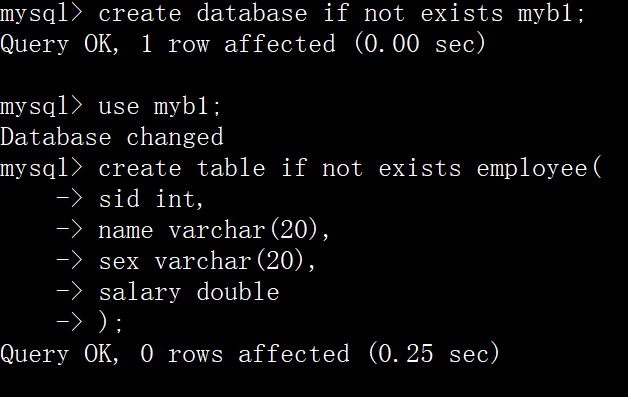 mysql> create database if not exists myb1;
Query OK, 1 row affected (0.00 sec)

mysql> use myb1;
Database changed
mysql> create table if not exists employee(
    -> sid int,
    -> name varchar(20),
    -> sex varchar(20),
    -> salary double
    -> );
Query OK, 0 rows affected (0.25 sec)